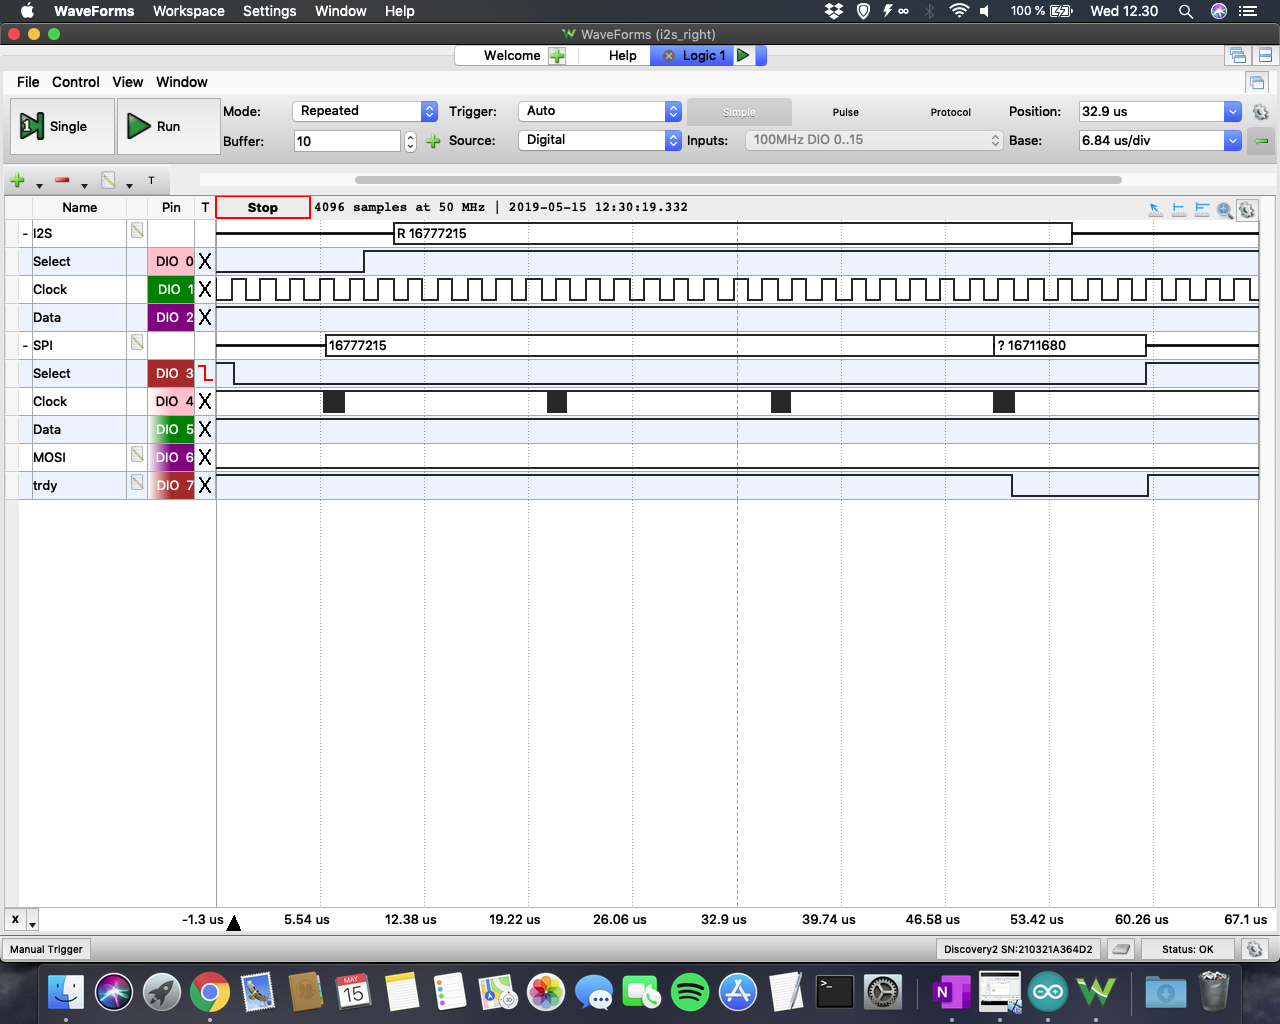 WaveForms Workspace Settings Window Help 100 % Wed 12.30
WaveForms (i2s_right)
Welcome Help Logic 1
File Control View Window
Single Run Mode: Repeated Trigger: Auto Simple Pulse Protocol Position: 32.9 us
Buffer: 10 Source: Digital Inputs: 100MHz DIO 0..15 Base: 6.84 us/div
T
Name Pin T Stop 4096 samples at 50 MHz | 2019-05-15 12:30:19.332
- I2S R 16777215
Select DIO 0 X
Clock DIO 1 X
Data DIO 2 X
- SPI 16777215 ? 16711680
Select DIO 3
Clock DIO 4 X
Data DIO 5 X
MOSI DIO 6 X
trdy DIO 7 X
X -1.3 us 5.54 us 12.38 us 19.22 us 26.06 us 32.9 us 39.74 us 46.58 us 53.42 us 60.26 us 67.1 us
Manual Trigger Discovery2 SN:210321A364D2 Status: OK
MAY
15